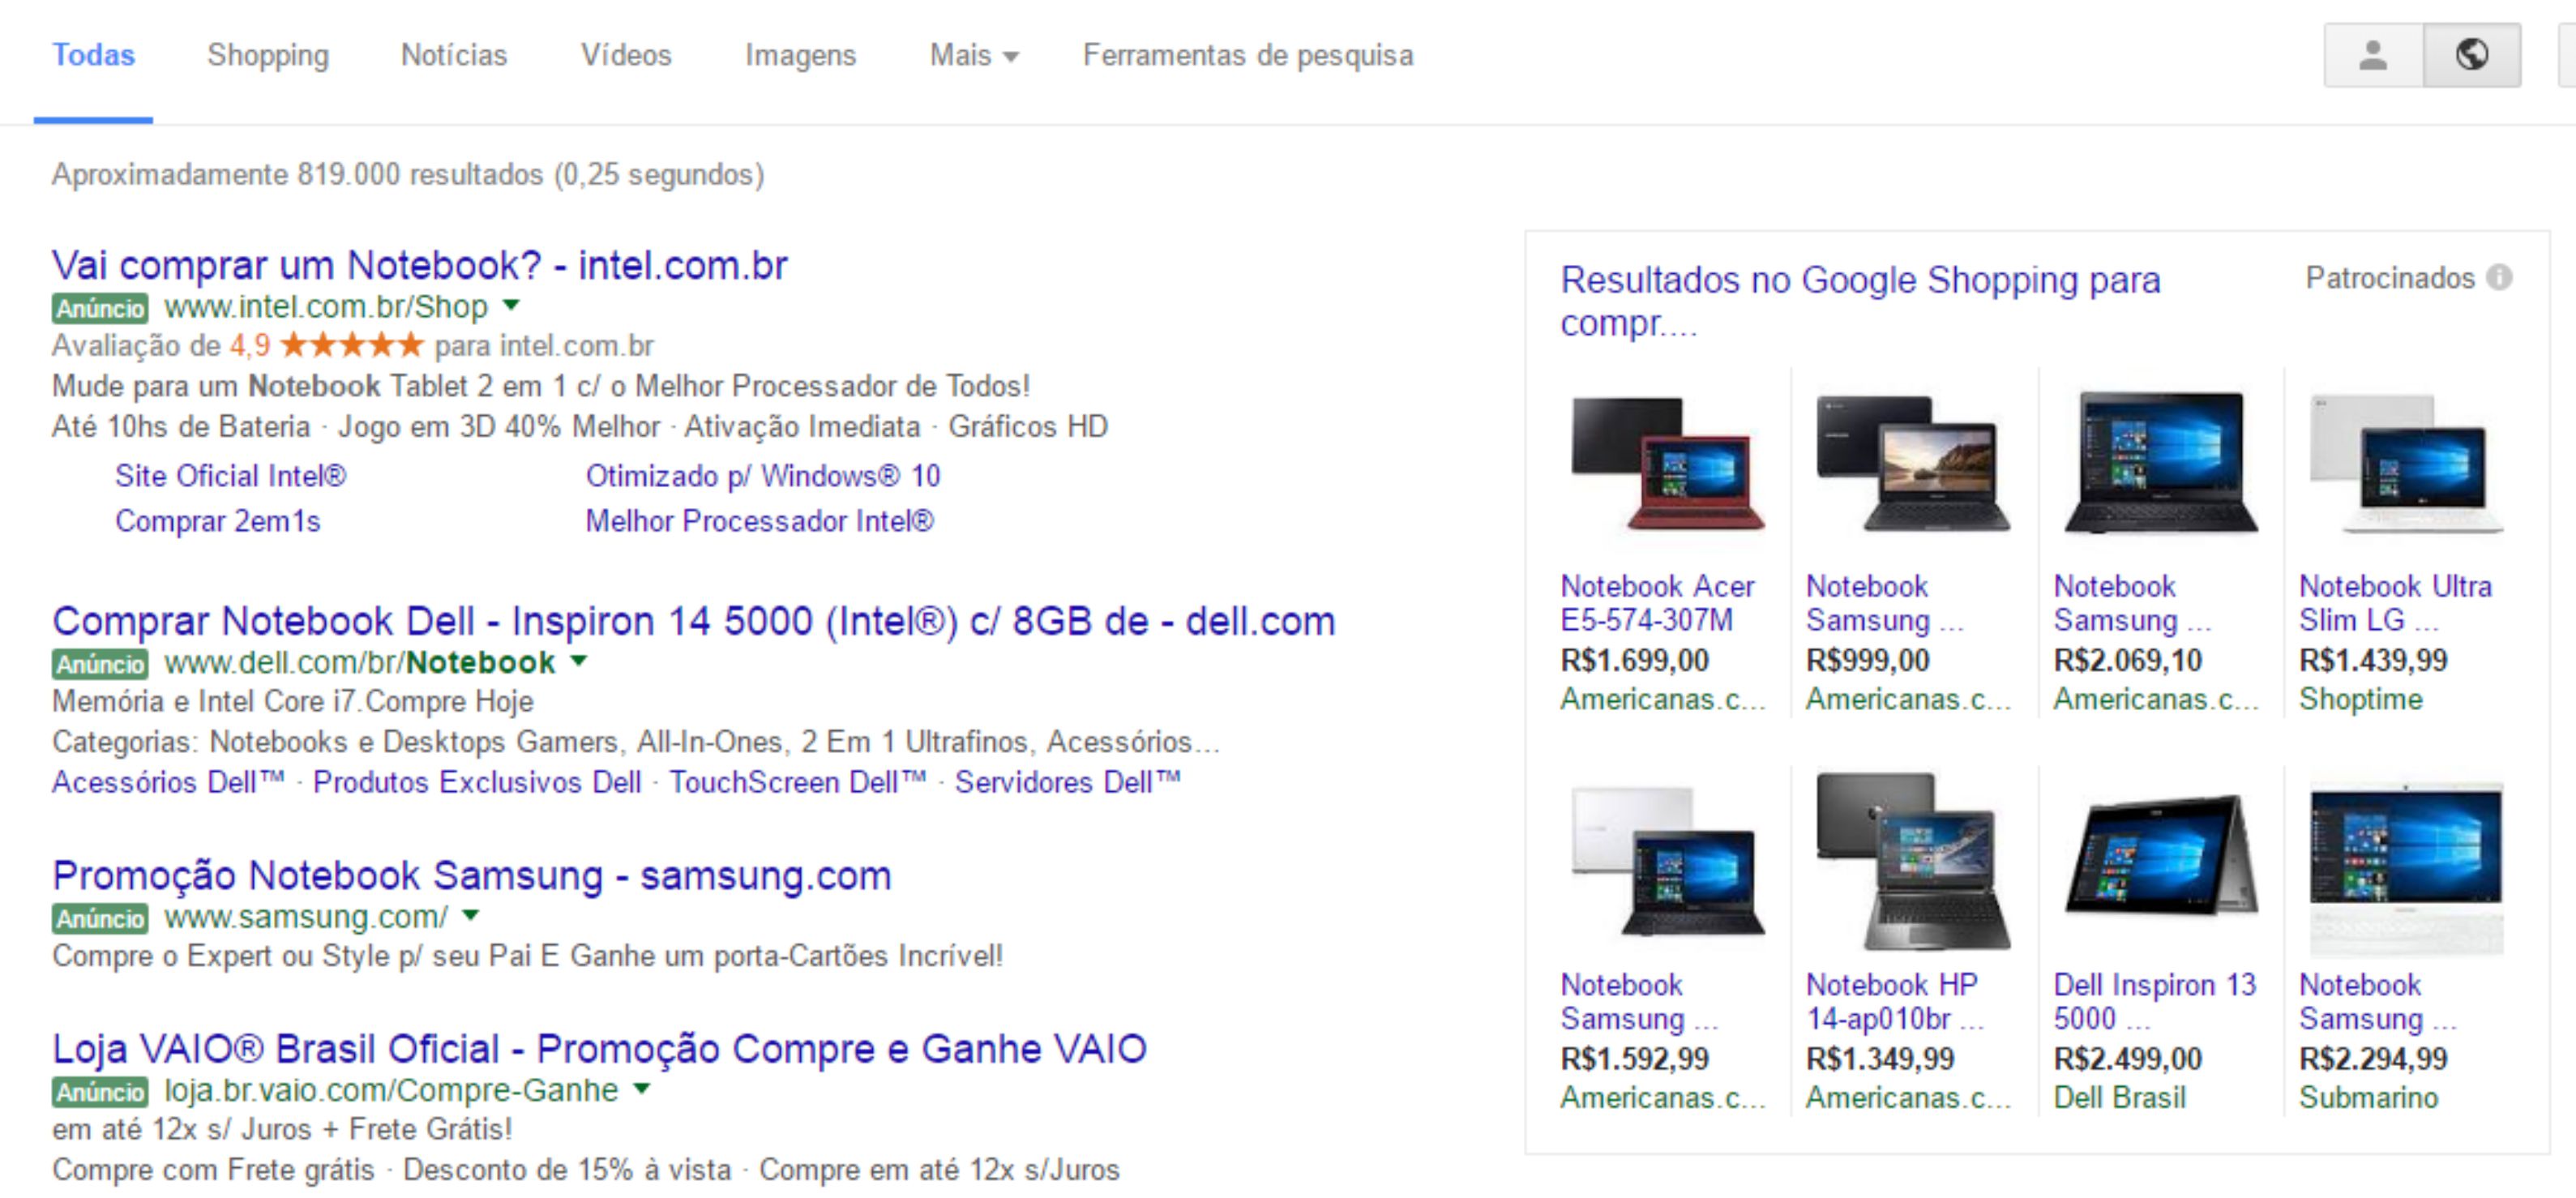 Todas Shopping Notícias Vídeos Imagens Mais Ferramentas de pesquisa
Aproximadamente 819.000 resultados (0,25 segundos)
Vai comprar um Notebook? - intel.com.br
Anúncio www.intel.com.br/Shop
Avaliação de 4,9 ★★★★★ para intel.com.br
Mude para um Notebook Tablet 2 em 1 c/ o Melhor Processador de Todos!
Até 10hs de Bateria · Jogo em 3D 40% Melhor · Ativação Imediata · Gráficos HD
Site Oficial Intel® Otimizado p/ Windows® 10
Comprar 2em1s Melhor Processador Intel®
Comprar Notebook Dell - Inspiron 14 5000 (Intel®) c/ 8GB de - dell.com
Anúncio www.dell.com/br/Notebook
Memória e Intel Core i7.Compre Hoje
Categorias: Notebooks e Desktops Gamers, All-In-Ones, 2 Em 1 Ultrafinos, Acessórios...
Acessórios Dell™ · Produtos Exclusivos Dell · TouchScreen Dell™ · Servidores Dell™
Promoção Notebook Samsung - samsung.com
Anúncio www.samsung.com/
Compre o Expert ou Style p/ seu Pai E Ganhe um porta-Cartões Incrível!
Loja VAIO® Brasil Oficial - Promoção Compre e Ganhe VAIO
Anúncio loja.br.vaio.com/Compre-Ganhe
em até 12x s/ Juros + Frete Grátis!
Compre com Frete grátis · Desconto de 15% à vista · Compre em até 12x s/Juros
Resultados no Google Shopping para Patrocinados
compr....
Notebook Acer
E5-574-307M
R$1.699,00
Americanas.c...
Notebook
Samsung ...
R$999,00
Americanas.c...
Notebook
Samsung ...
R$2.069,10
Americanas.c...
Notebook Ultra
Slim LG ...
R$1.439,99
Shoptime
Notebook
Samsung ...
R$1.592,99
Americanas.c...
Notebook HP
14-ap010br ...
R$1.349,99
Americanas.c...
Dell Inspiron 13
5000 ...
R$2.499,00
Dell Brasil
Notebook
Samsung ...
R$2.294,99
Submarino